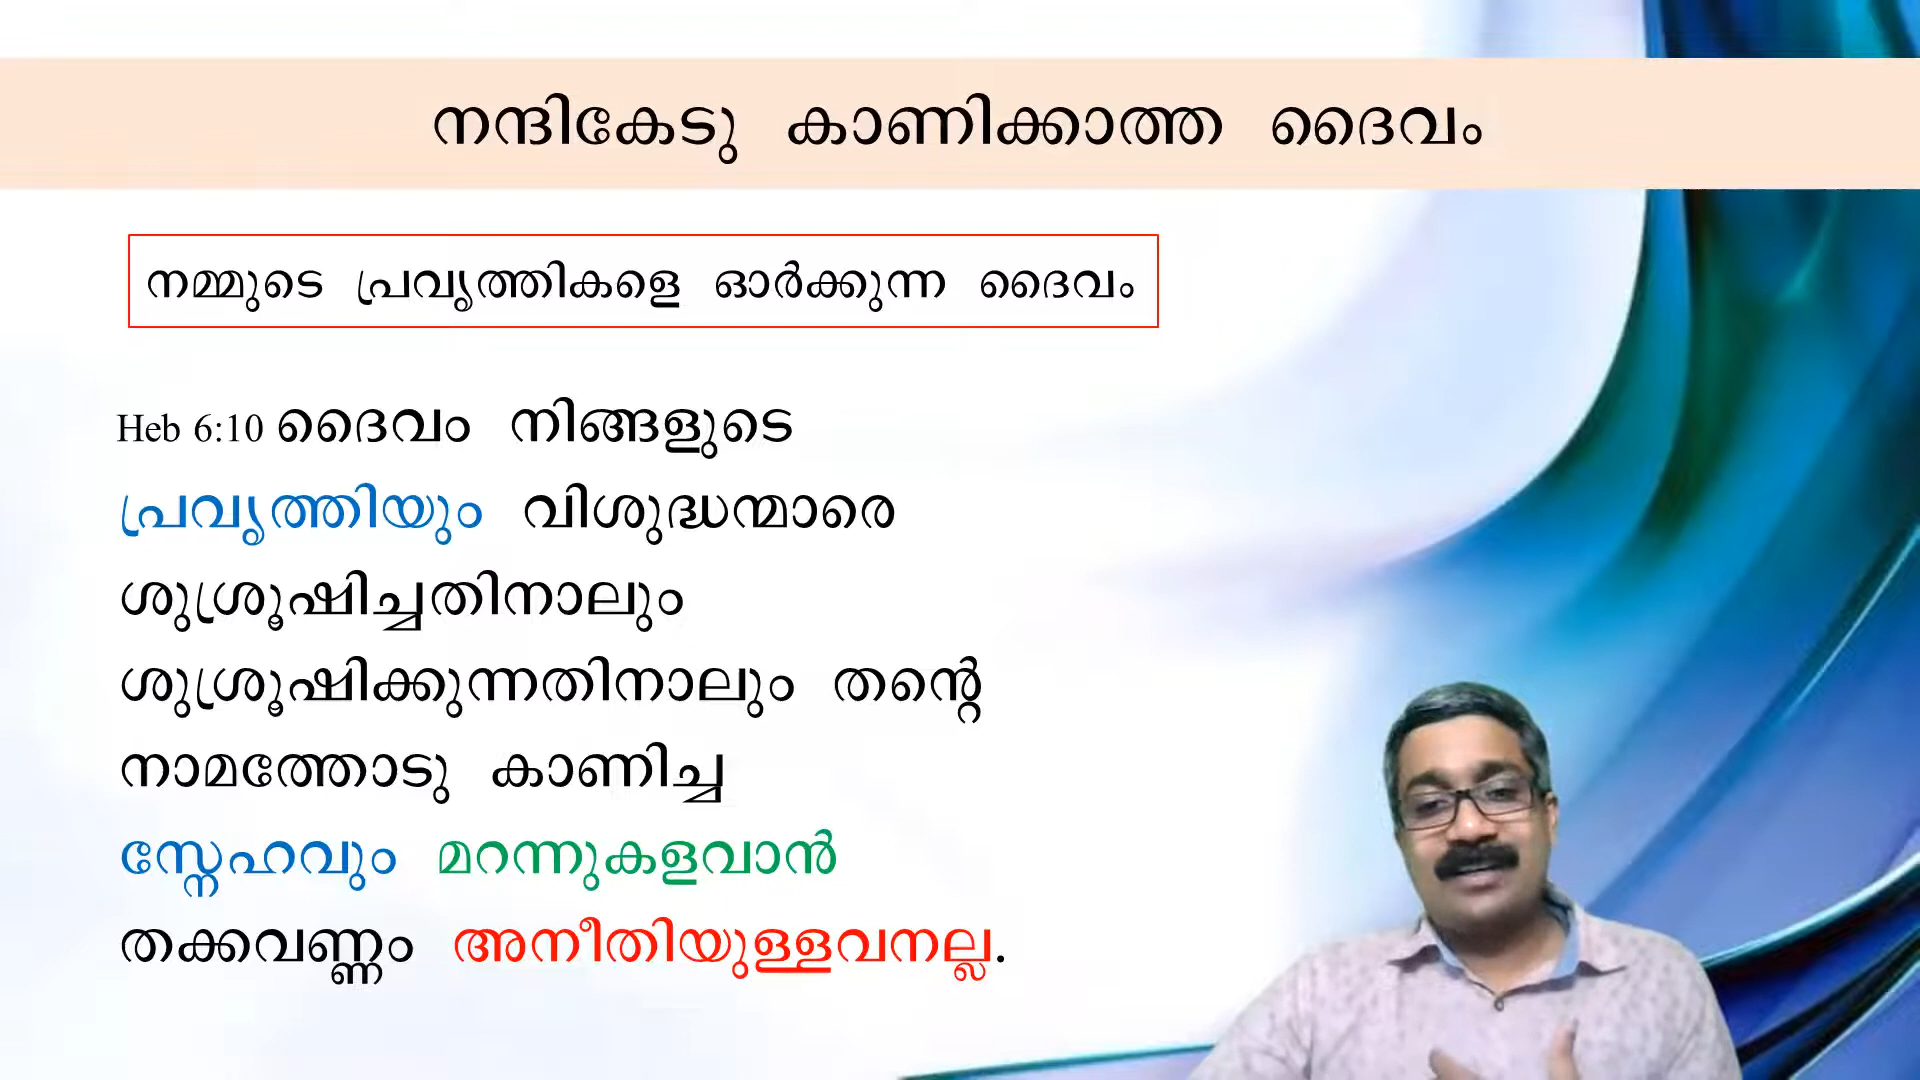 നന്ദികേടു കാണിക്കാത്ത ദൈവം
നമ്മുടെ പ്രവൃത്തികളെ ഓർക്കുന്ന ദൈവം
Heb 6:10 ദൈവം നിങ്ങളുടെ
പ്രവൃത്തിയും വിശുദ്ധന്മാരെ
ശുശ്രൂഷിച്ചതിനാലും
ശുശ്രൂഷിക്കുന്നതിനാലും തന്റെ
നാമത്തോടു കാണിച്ച
സ്നേഹവും മറന്നുകളവാൻ
തക്കവണ്ണം അനീതിയുള്ളവനല്ല.